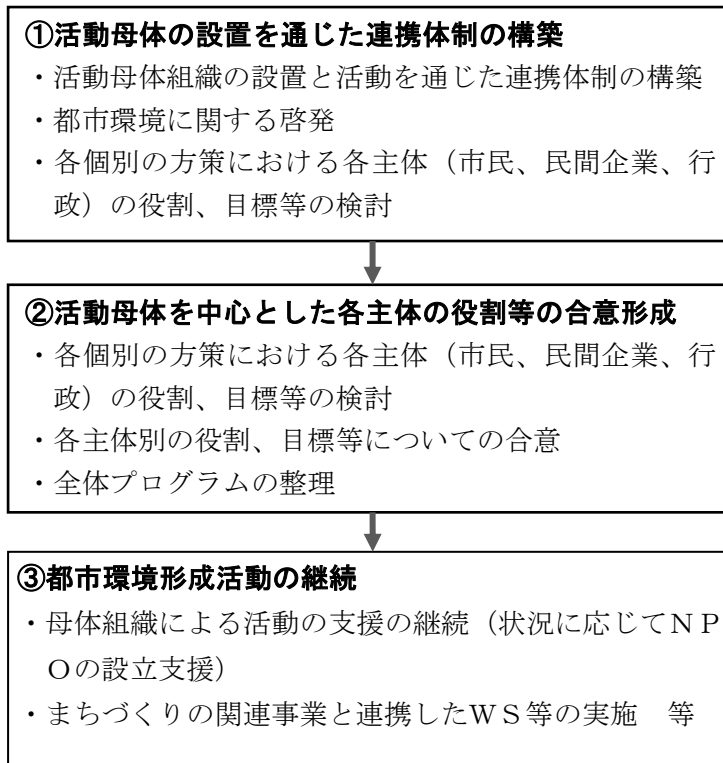 ①活動母体の設置を通じた連携体制の構築
・活動母体組織の設置と活動を通じた連携体制の構築
・都市環境に関する啓発
・各個別の方策における各主体（市民、民間企業、行
政）の役割、目標等の検討
②活動母体を中心とした各主体の役割等の合意形成
・各個別の方策における各主体（市民、民間企業、行
政）の役割、目標等の検討
・各主体別の役割、目標等についての合意
・全体プログラムの整理
③都市環境形成活動の継続
・母体組織による活動の支援の継続（状況に応じてＮＰ
Ｏの設立支援）
・まちづくりの関連事業と連携したＷＳ等の実施　等